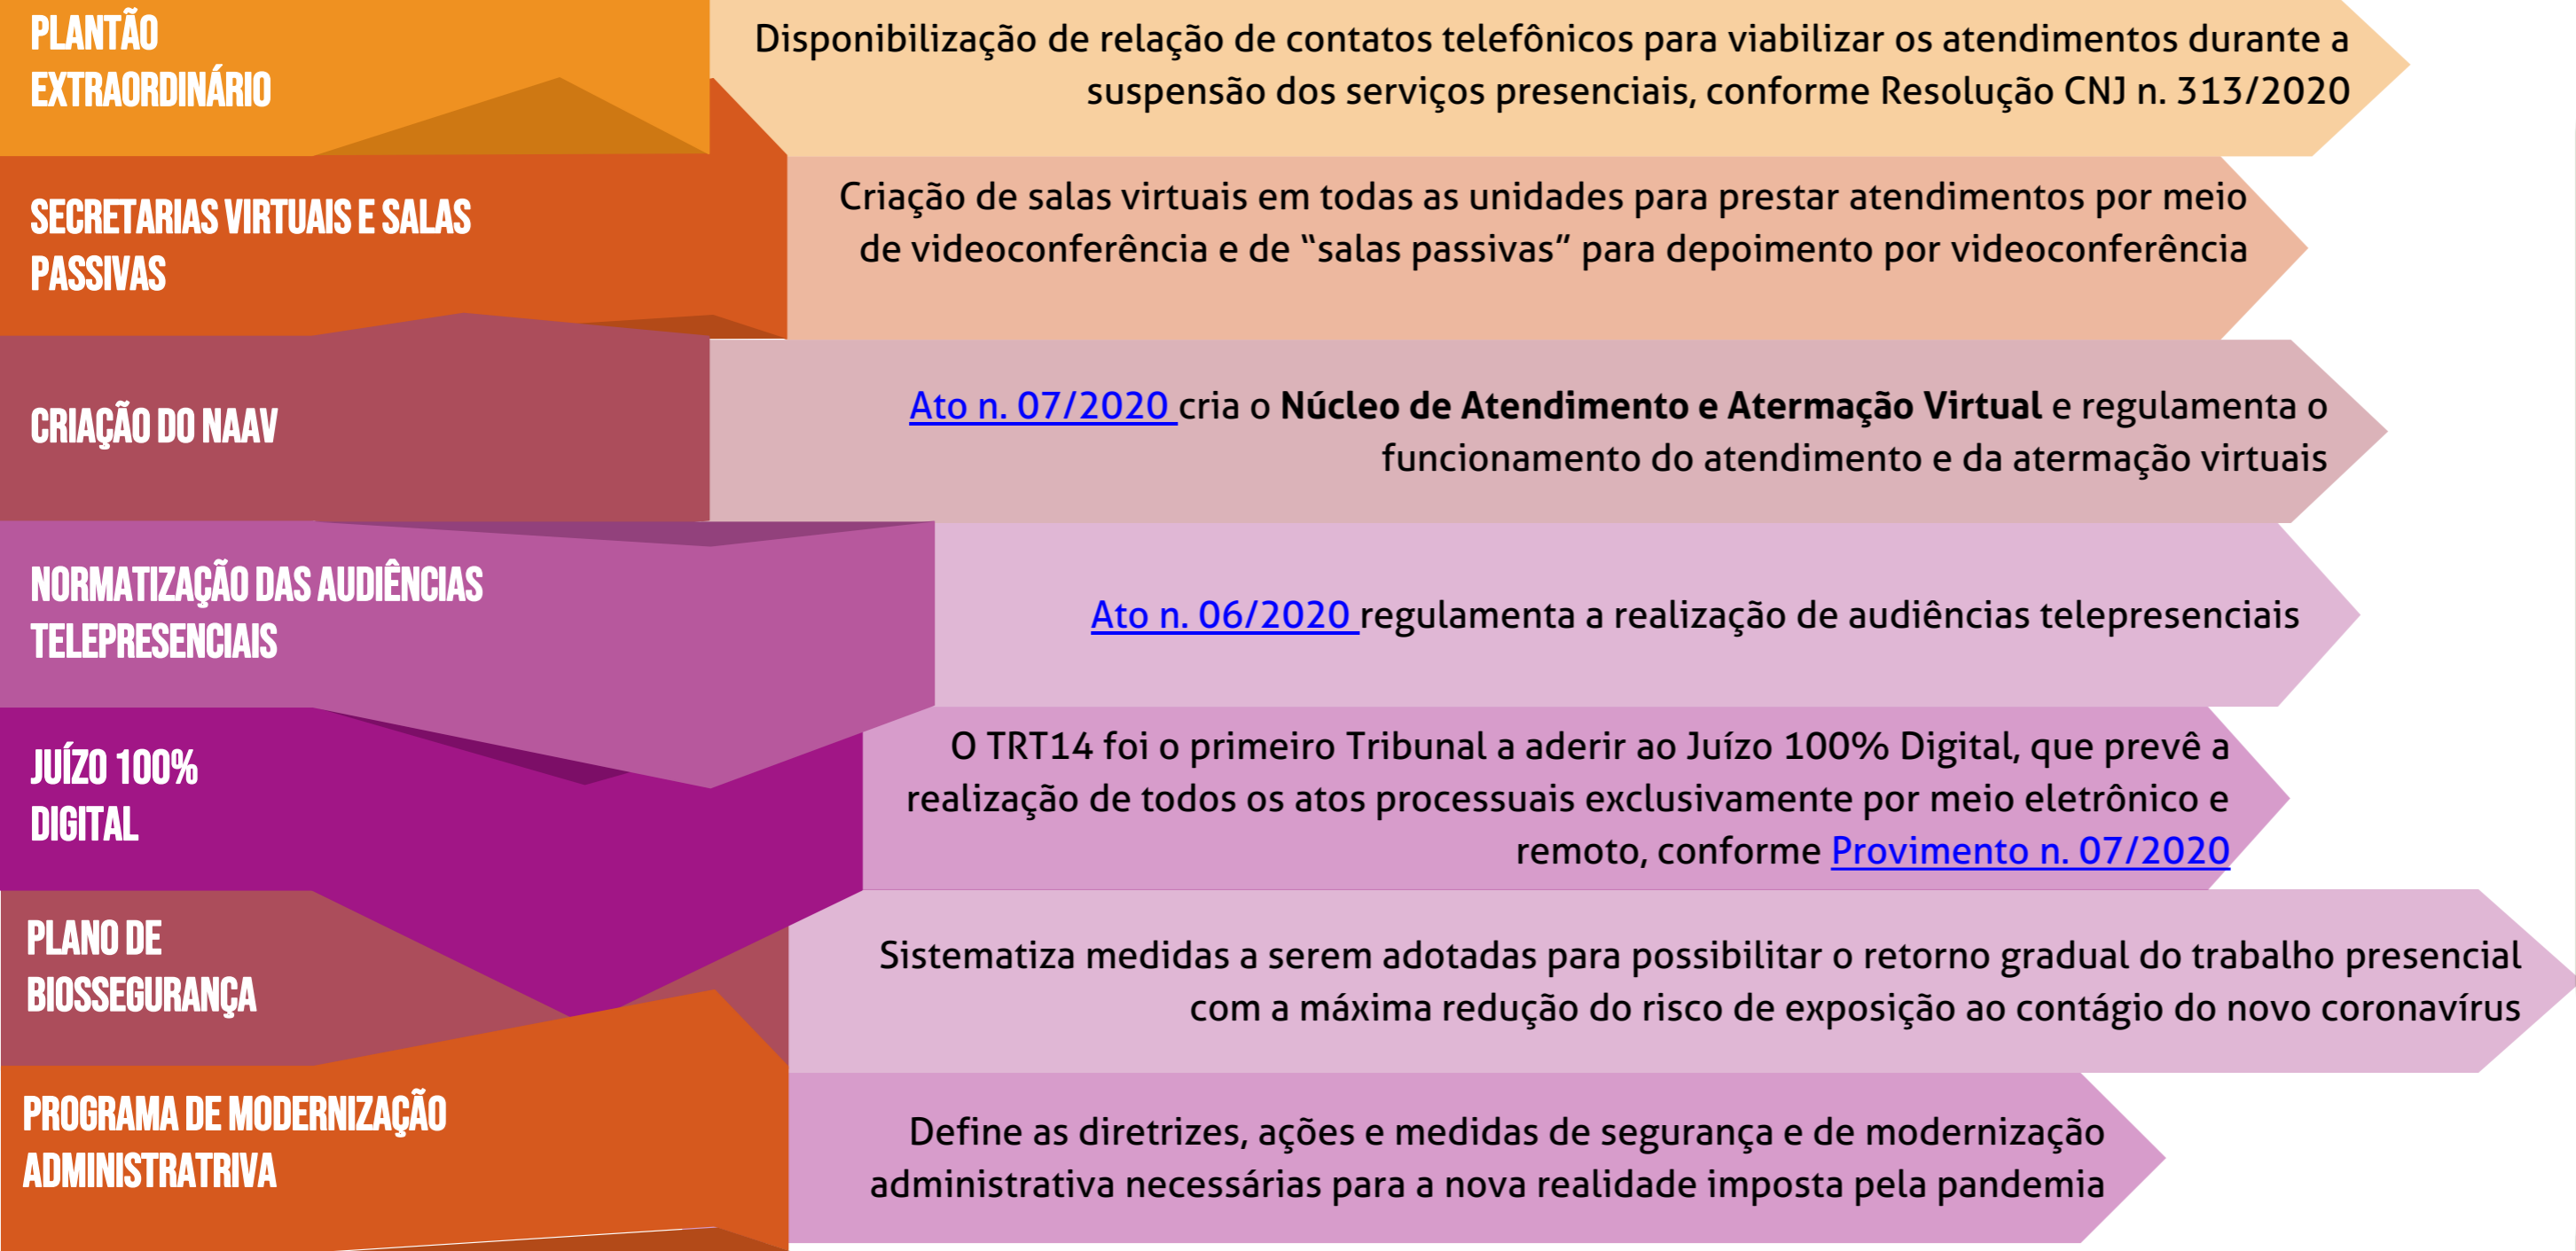 PLANTÃO
EXTRAORDINÁRIO
Disponibilização de relação de contatos telefônicos para viabilizar os atendimentos durante a
suspensão dos serviços presenciais, conforme Resolução CNJ n. 313/2020
SECRETARIAS VIRTUAIS E SALAS
PASSIVAS
Criação de salas virtuais em todas as unidades para prestar atendimentos por meio
de videoconferência e de “salas passivas” para depoimento por videoconferência
CRIAÇÃO DO NAAV
Ato n. 07/2020 cria o Núcleo de Atendimento e Atermação Virtual e regulamenta o
funcionamento do atendimento e da atermação virtuais
NORMATIZAÇÃO DAS AUDIÊNCIAS
TELEPRESENCIAIS
Ato n. 06/2020 regulamenta a realização de audiências telepresenciais
JUÍZO 100%
DIGITAL
O TRT14 foi o primeiro Tribunal a aderir ao Juízo 100% Digital, que prevê a
realização de todos os atos processuais exclusivamente por meio eletrônico e
remoto, conforme Provimento n. 07/2020
PLANO DE
BIOSSEGURANÇA
Sistematiza medidas a serem adotadas para possibilitar o retorno gradual do trabalho presencial
com a máxima redução do risco de exposição ao contágio do novo coronavírus
PROGRAMA DE MODERNIZAÇÃO
ADMINISTRATRIVA
Define as diretrizes, ações e medidas de segurança e de modernização
administrativa necessárias para a nova realidade imposta pela pandemia